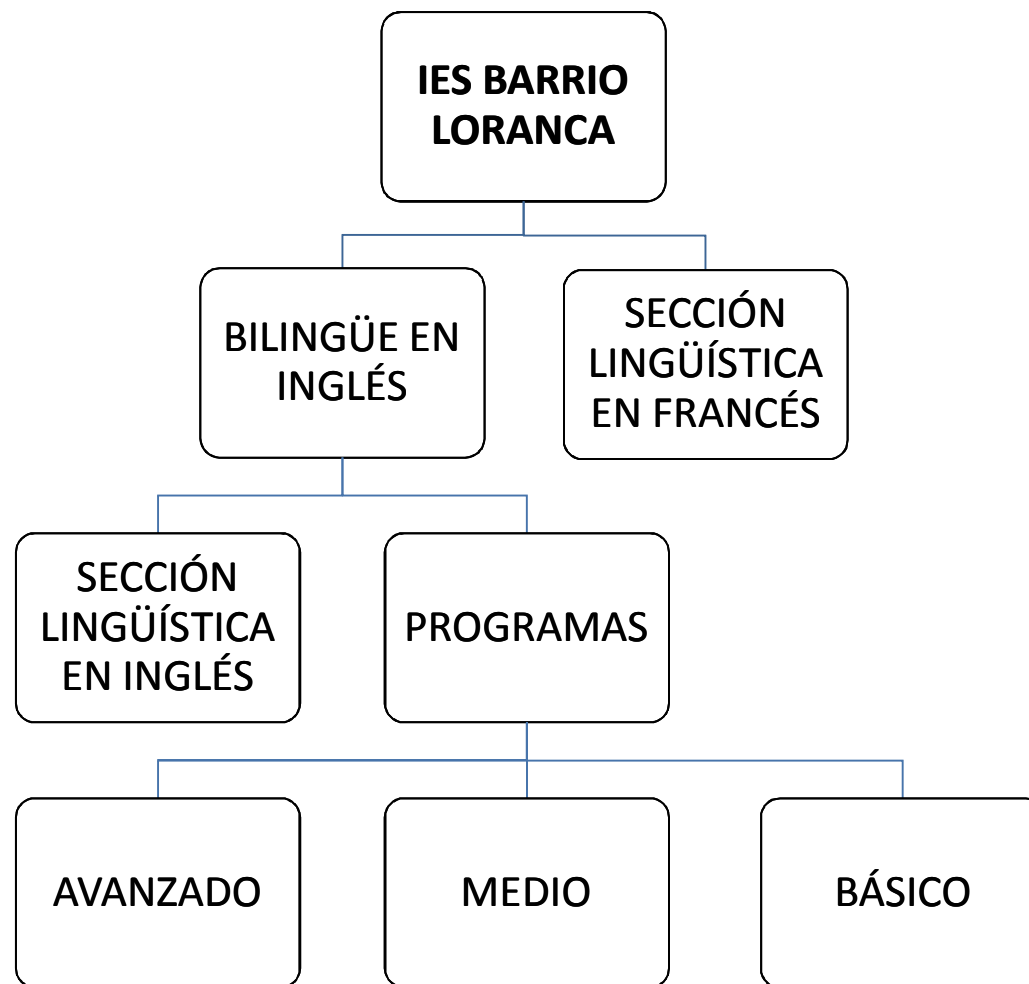 IES BARRIO
LORANCA
BILINGÜE EN
INGLÉS
SECCIÓN
LINGÜÍSTICA
EN FRANCÉS
SECCIÓN
LINGÜÍSTICA
EN INGLÉS
PROGRAMAS
AVANZADO
MEDIO
BÁSICO